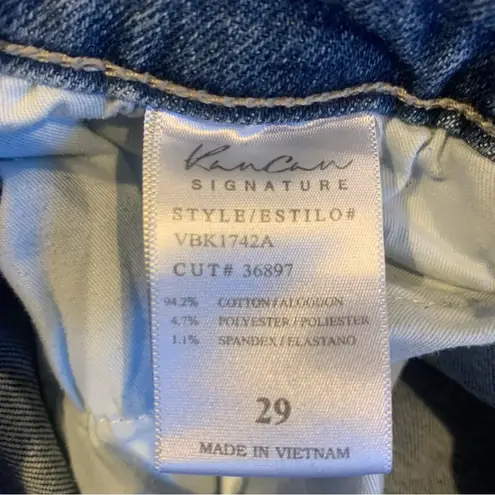 KanCan
SIGNATURE
STYLE/ESTILO#
VBK1742A
CUT# 36897
94.2% COTTON/ALGODON
4.7% POLYESTER/POLIESTER
1.1% SPANDEX/ELASTANO
29
MADE IN VIETNAM